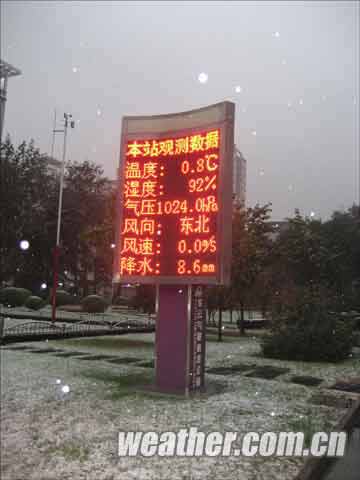 本站观测数据
温度： 0.8℃
湿度： 92%
气压1024.0hPa
风向： 东北
风速： 0.0㎧
降水： 8.6mm
weather.com.cn